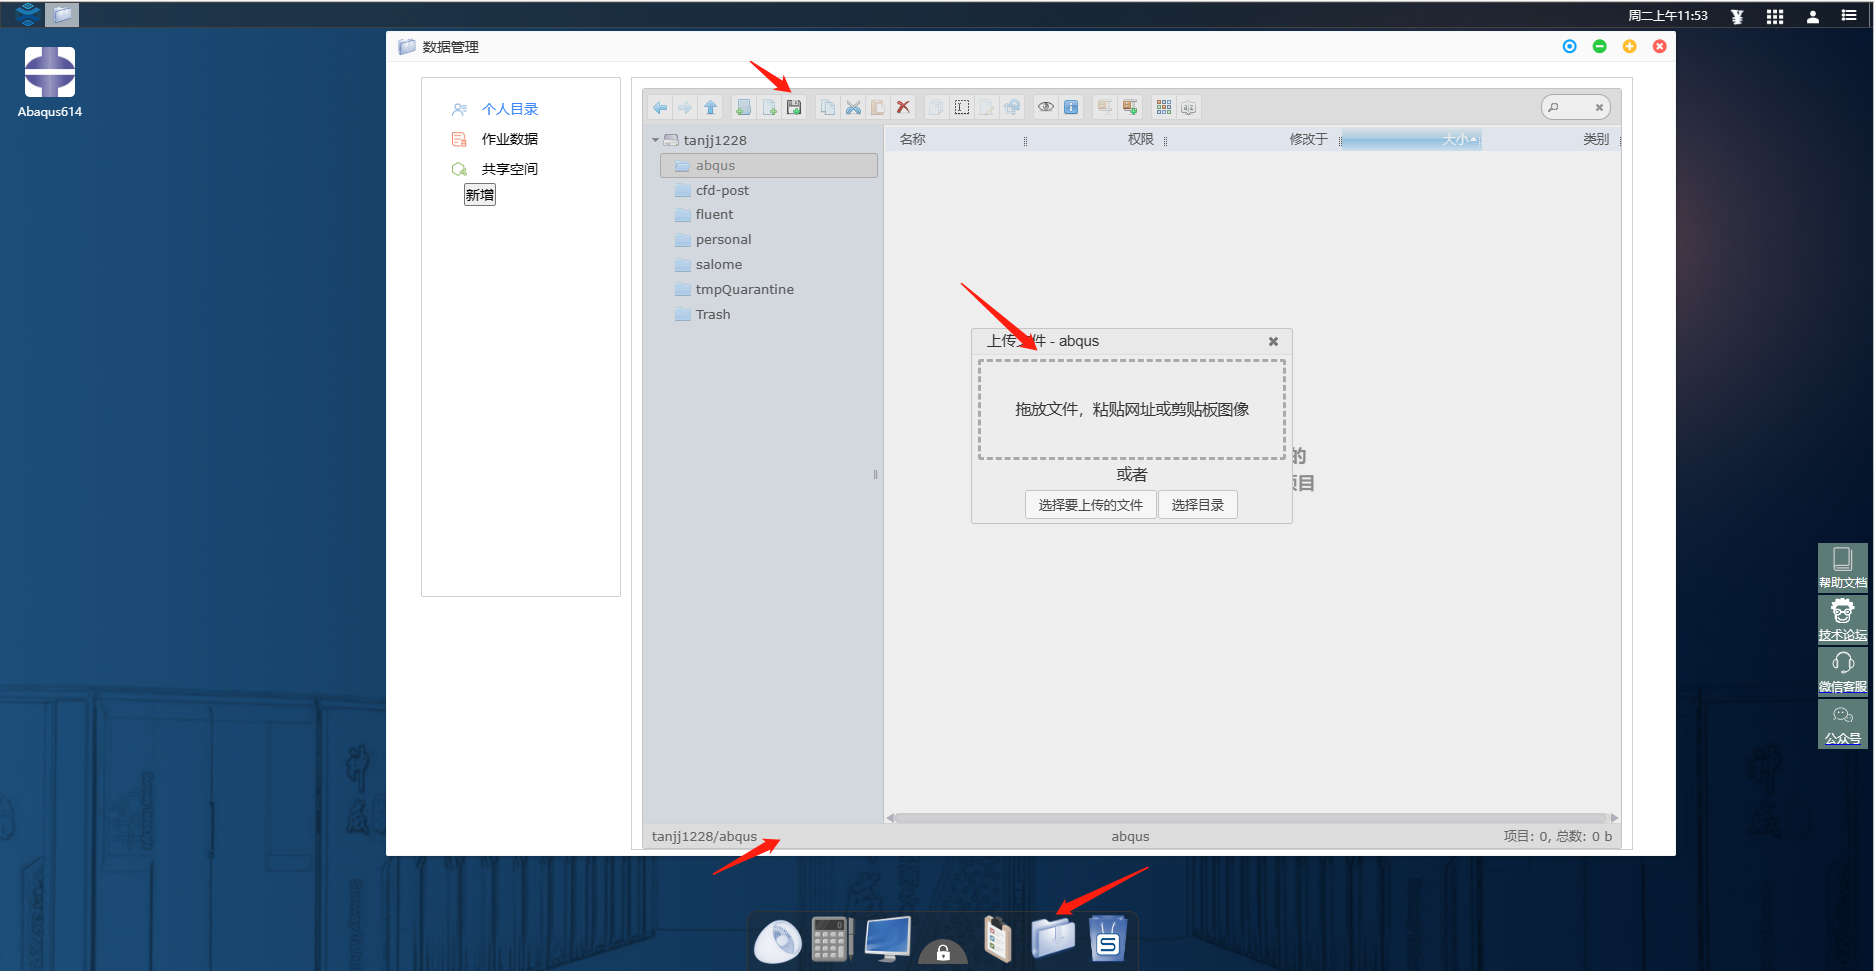 周二上午11:53
Abaqus614
数据管理
个人目录
作业数据
共享空间
新增
tanjj1228
abqus
cfd-post
fluent
personal
salome
tmpQuarantine
Trash
名称
权限
修改于
大小
类别
上传文件 - abqus
拖放文件，粘贴网址或剪贴板图像
的
项目
或者
选择要上传的文件
选择目录
tanjj1228/abqus
abqus
项目: 0, 总数: 0 b
帮助文档
技术论坛
微信客服
公众号
神
威
S